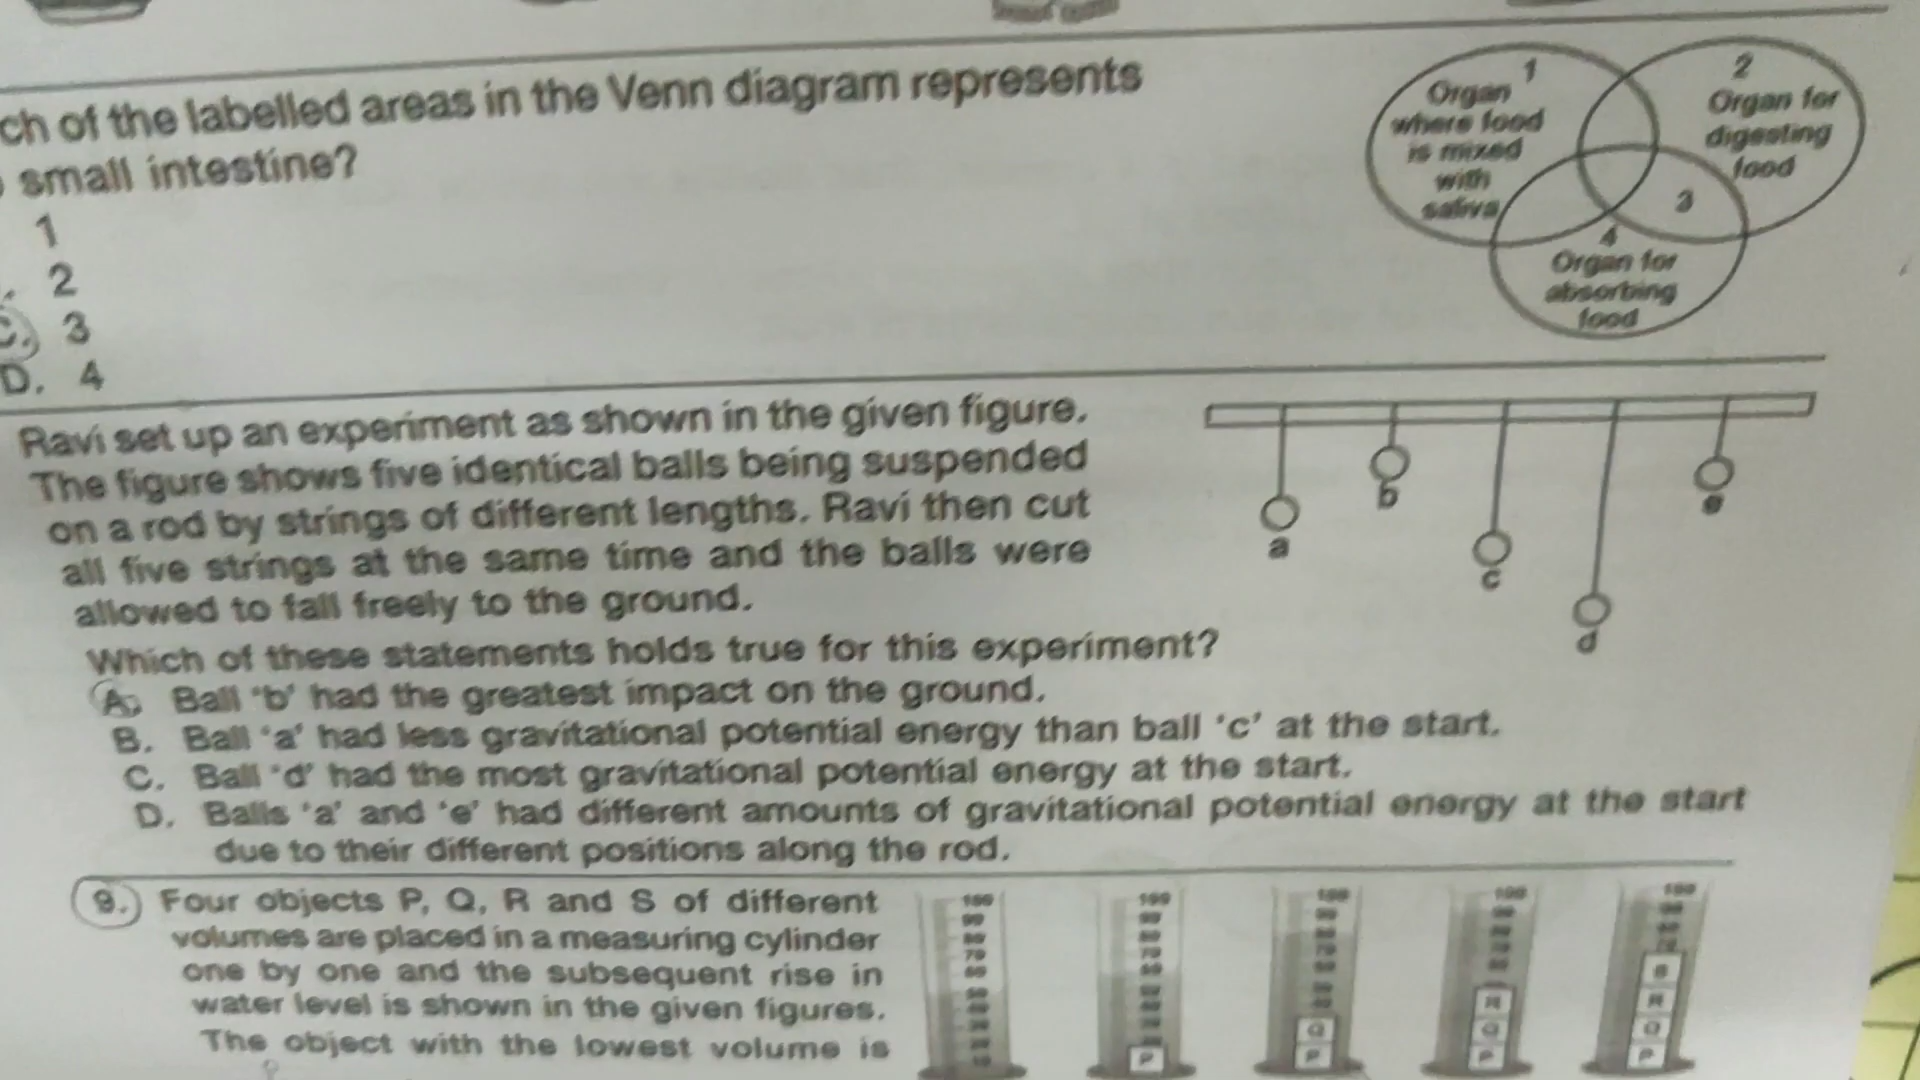 ch of the labelled areas in the Venn diagram represents
small intestine?
1
2
C. 3
D. 4
1
Organ
where food
is mixed
with
saliva
2
Organ for
digesting
food
3
4
Organ for
absorbing
food
Ravi set up an experiment as shown in the given figure.
The figure shows five identical balls being suspended
on a rod by strings of different lengths. Ravi then cut
all five strings at the same time and the balls were
allowed to fall freely to the ground.
a
b
c
d
e
Which of these statements holds true for this experiment?
A. Ball 'b' had the greatest impact on the ground.
B. Ball 'a' had less gravitational potential energy than ball 'c' at the start.
C. Ball 'd' had the most gravitational potential energy at the start.
D. Balls 'a' and 'e' had different amounts of gravitational potential energy at the start
due to their different positions along the rod.
9. Four objects P, Q, R and S of different
volumes are placed in a measuring cylinder
one by one and the subsequent rise in
water level is shown in the given figures.
The object with the lowest volume is
100
100
100
100
100
P
Q
P
R
Q
P
S
R
Q
P